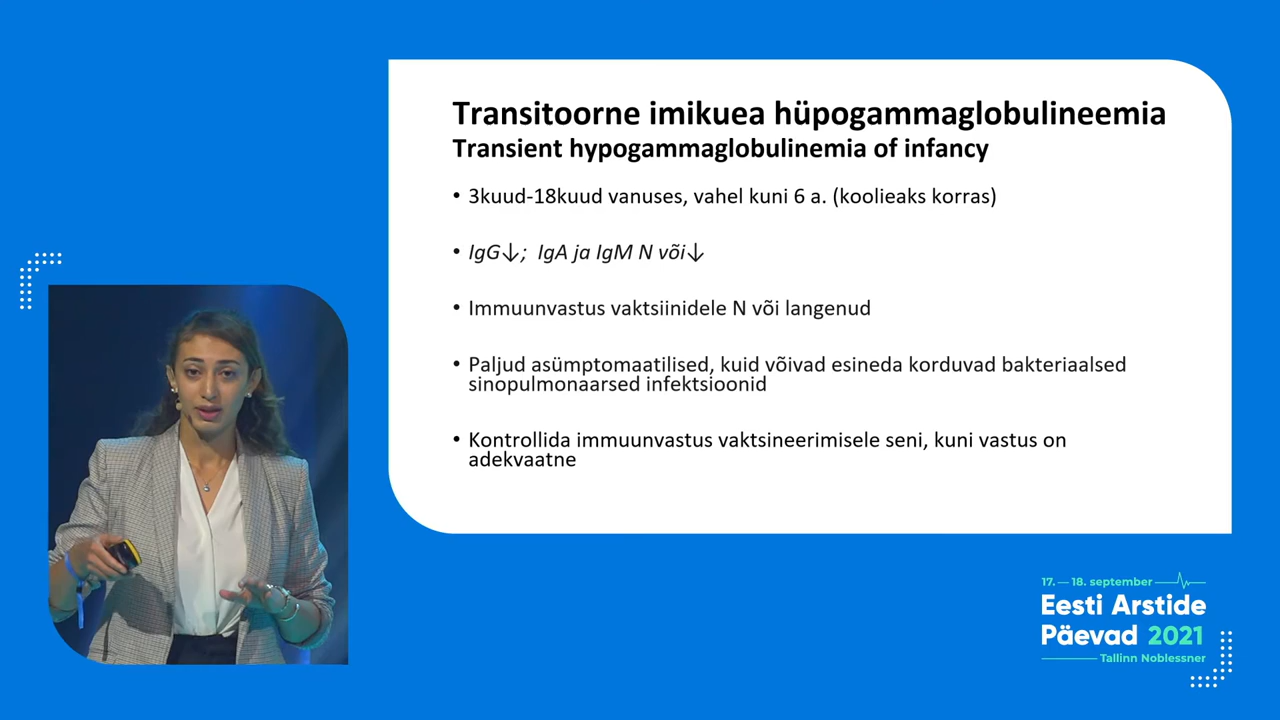 Transitoorne imikuea hüpogammaglobulineemia
Transient hypogammaglobulinemia of infancy
• 3kuud-18kuud vanuses, vahel kuni 6 a. (koolieaks korras)
• IgG↓; IgA ja IgM N või↓
• Immuunvastus vaktsiinidele N või langenud
• Paljud asümptomaatilised, kuid võivad esineda korduvad bakteriaalsed
sinopulmonaarsed infektsioonid
• Kontrollida immuunvastus vaktsineerimisele seni, kuni vastus on
adekvaatne
17. — 18. september
Eesti Arstide
Päevad 2021
Tallinn Noblessner